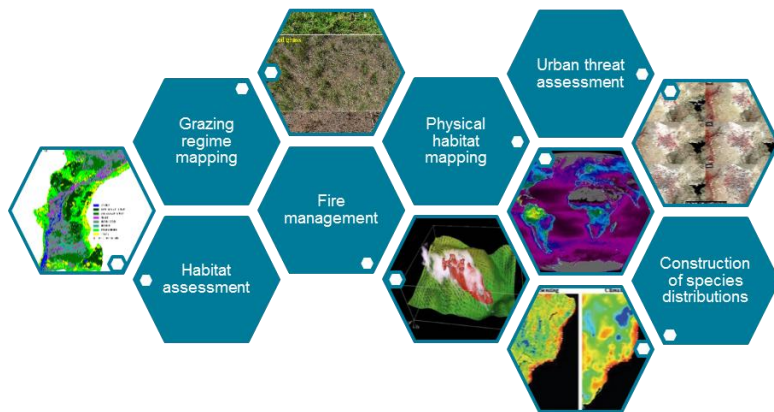 Urban threat
assessment
Grazing
regime
mapping
Physical
habitat
mapping
Fire
management
Habitat
assessment
Construction
of species
distributions